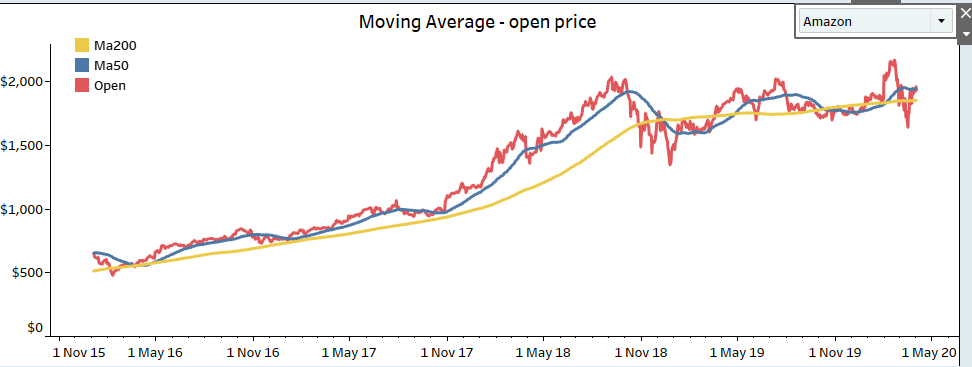 Moving Average - open price
Amazon
Ma200
Ma50
Open
$2,000
$1,500
$1,000
$500
$0
1 Nov 15 1 May 16 1 Nov 16 1 May 17 1 Nov 17 1 May 18 1 Nov 18 1 May 19 1 Nov 19 1 May 20